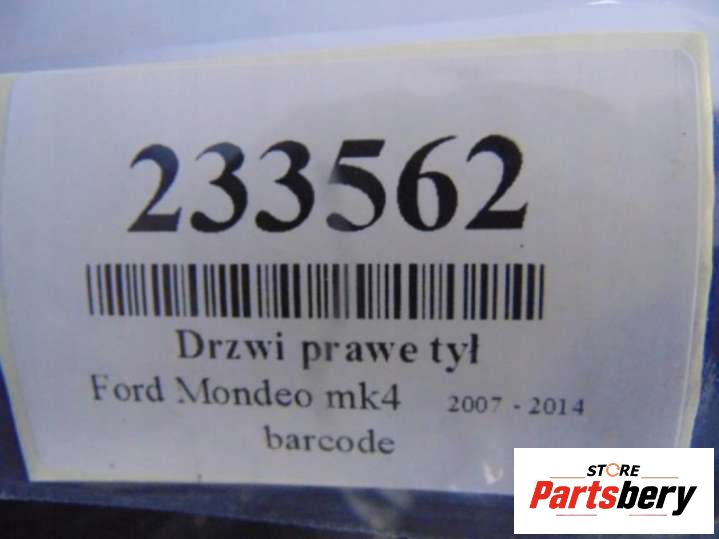 233562
Drzwi prawe tył
Ford Mondeo mk4 2007 - 2014
barcode
STORE
Partsbery